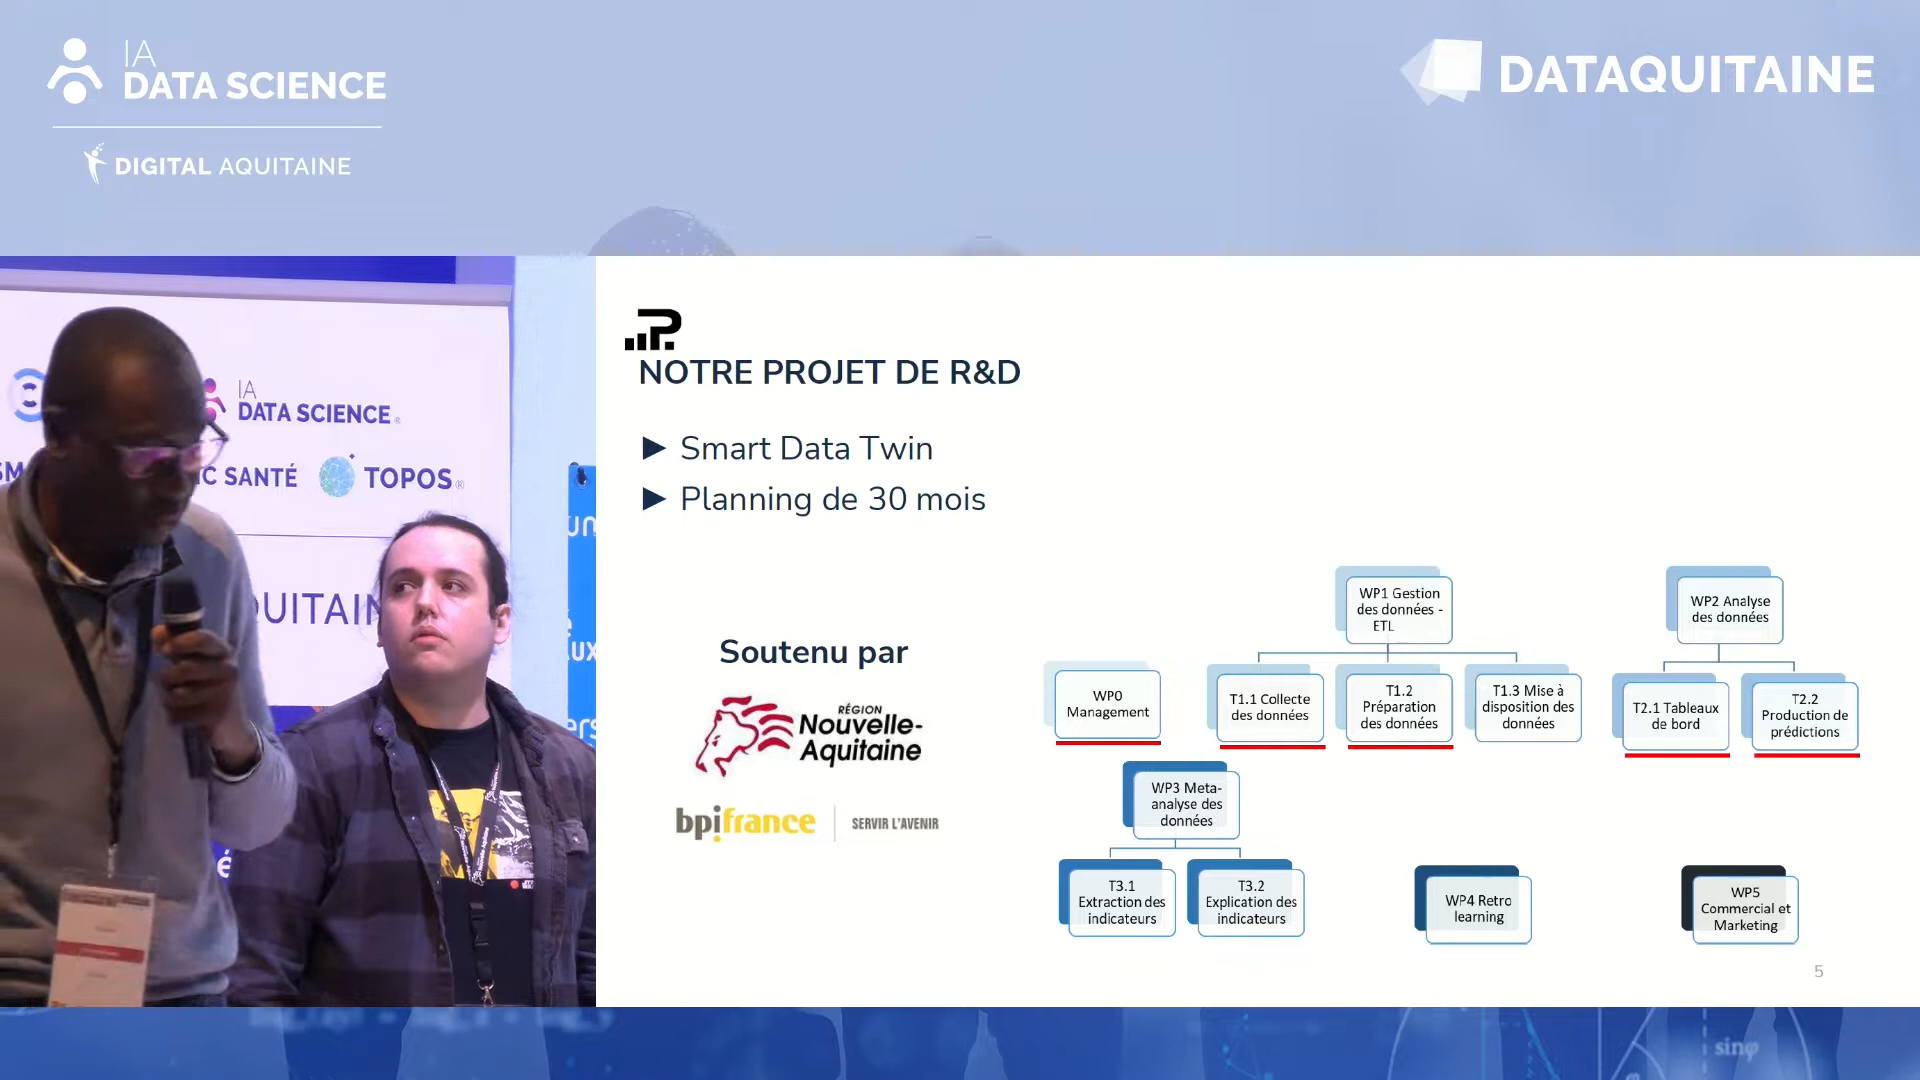 IA
DATA SCIENCE
DIGITAL AQUITAINE
DATAQUITAINE
IA
DATA SCIENCE
SANTÉ
TOPOS
NOTRE PROJET DE R&D
► Smart Data Twin
► Planning de 30 mois
Soutenu par
RÉGION
Nouvelle-
Aquitaine
bpifrance
SERVIR L'AVENIR
WP1 Gestion
des données -
ETL
WP2 Analyse
des données
WP0
Management
T1.1 Collecte
des données
T1.2
Préparation
des données
T1.3 Mise à
disposition des
données
T2.1 Tableaux
de bord
T2.2
Production de
prédictions
WP3 Meta-
analyse des
données
T3.1
Extraction des
indicateurs
T3.2
Explication des
indicateurs
WP4 Retro
learning
WP5
Commercial et
Marketing
5
sinφ